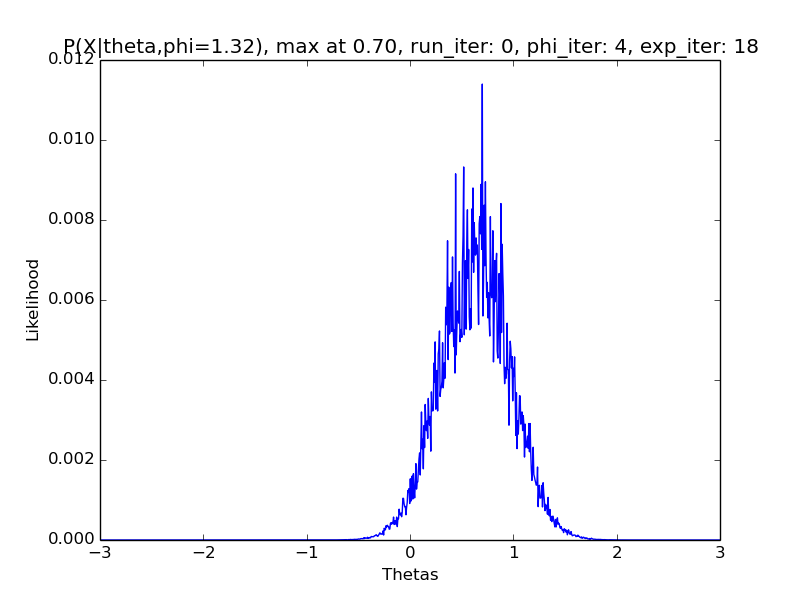 P(X|theta,phi=1.32), max at 0.70, run_iter: 0, phi_iter: 4, exp_iter: 18
0.012
0.010
0.008
0.006
0.004
0.002
0.000
Likelihood
−3 −2 −1 0 1 2 3
Thetas